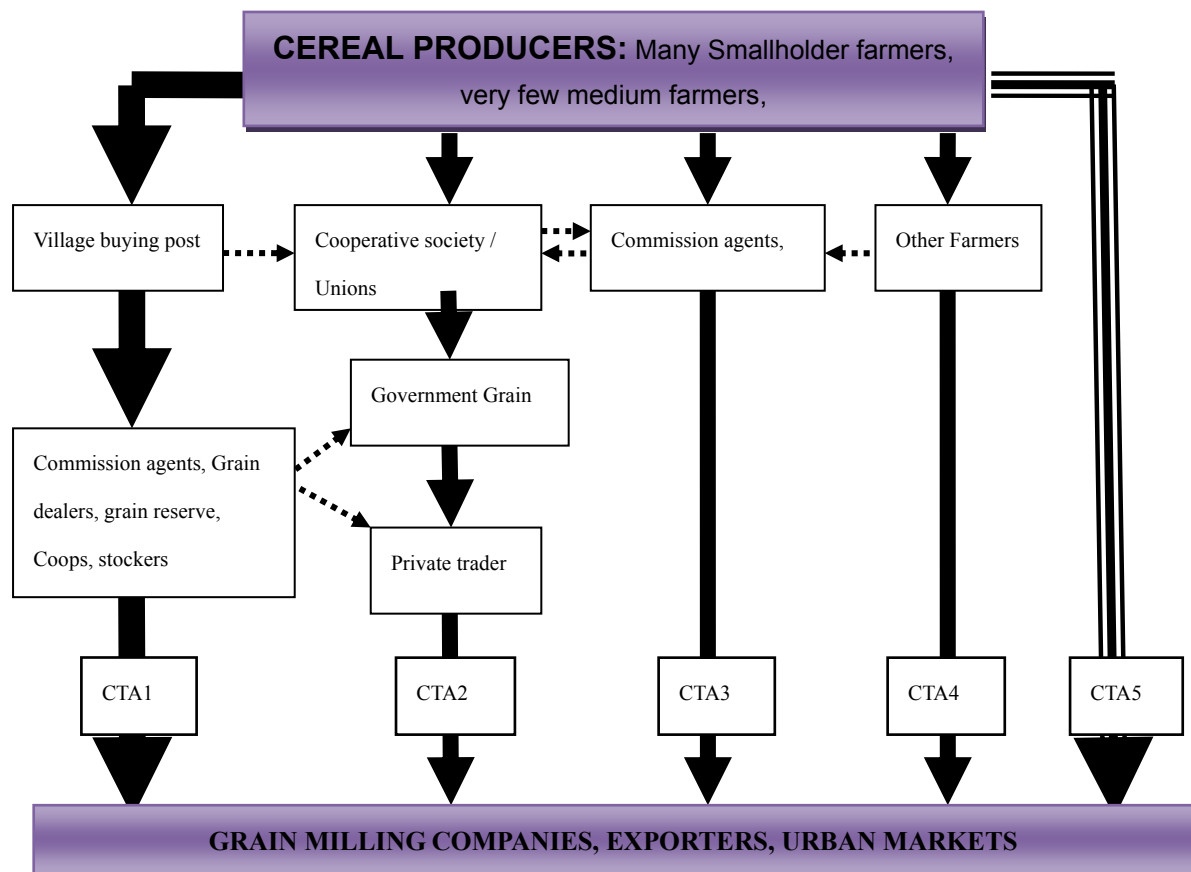 CEREAL PRODUCERS: Many Smallholder farmers,
very few medium farmers,
Village buying post
Cooperative society /
Unions
Commission agents,
Other Farmers
Government Grain
Commission agents, Grain
dealers, grain reserve,
Coops, stockers
Private trader
CTA1
CTA2
CTA3
CTA4
CTA5
GRAIN MILLING COMPANIES, EXPORTERS, URBAN MARKETS